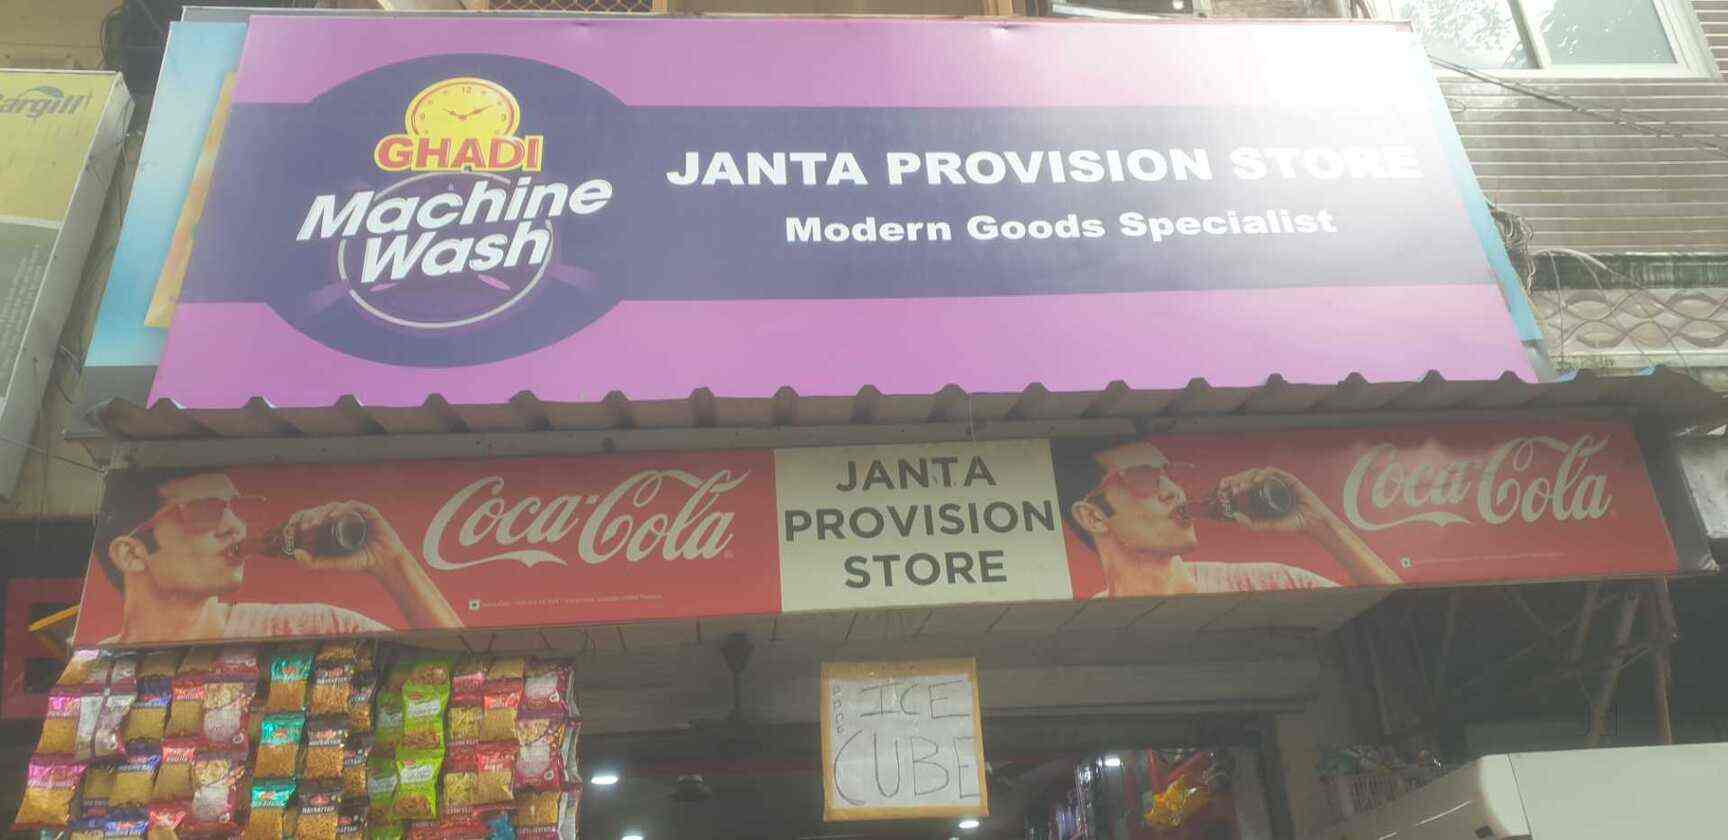 GHADI
Machine
Wash
JANTA PROVISION STORE
Modern Goods Specialist
Coca-Cola
JANTA
PROVISION
STORE
Coca-Cola
ICE
CUBE